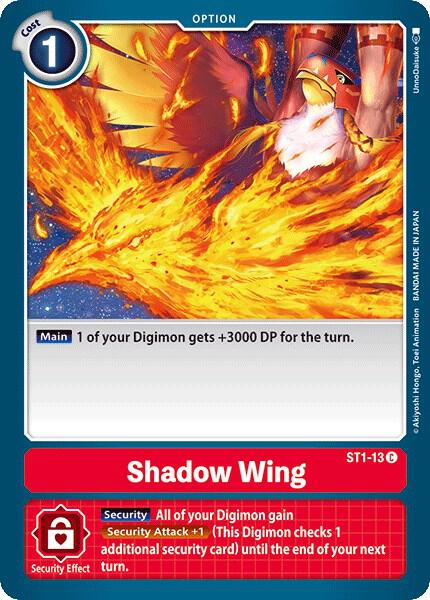 OPTION
Cost
1
UnnoDaisuke
Main 1 of your Digimon gets +3000 DP for the turn.
© Akiyoshi Hongo, Toei Animation BANDAI MADE IN JAPAN
ST1-13 C
Shadow Wing
Security All of your Digimon gain
Security Attack +1 (This Digimon checks 1
additional security card) until the end of your next
turn.
Security Effect